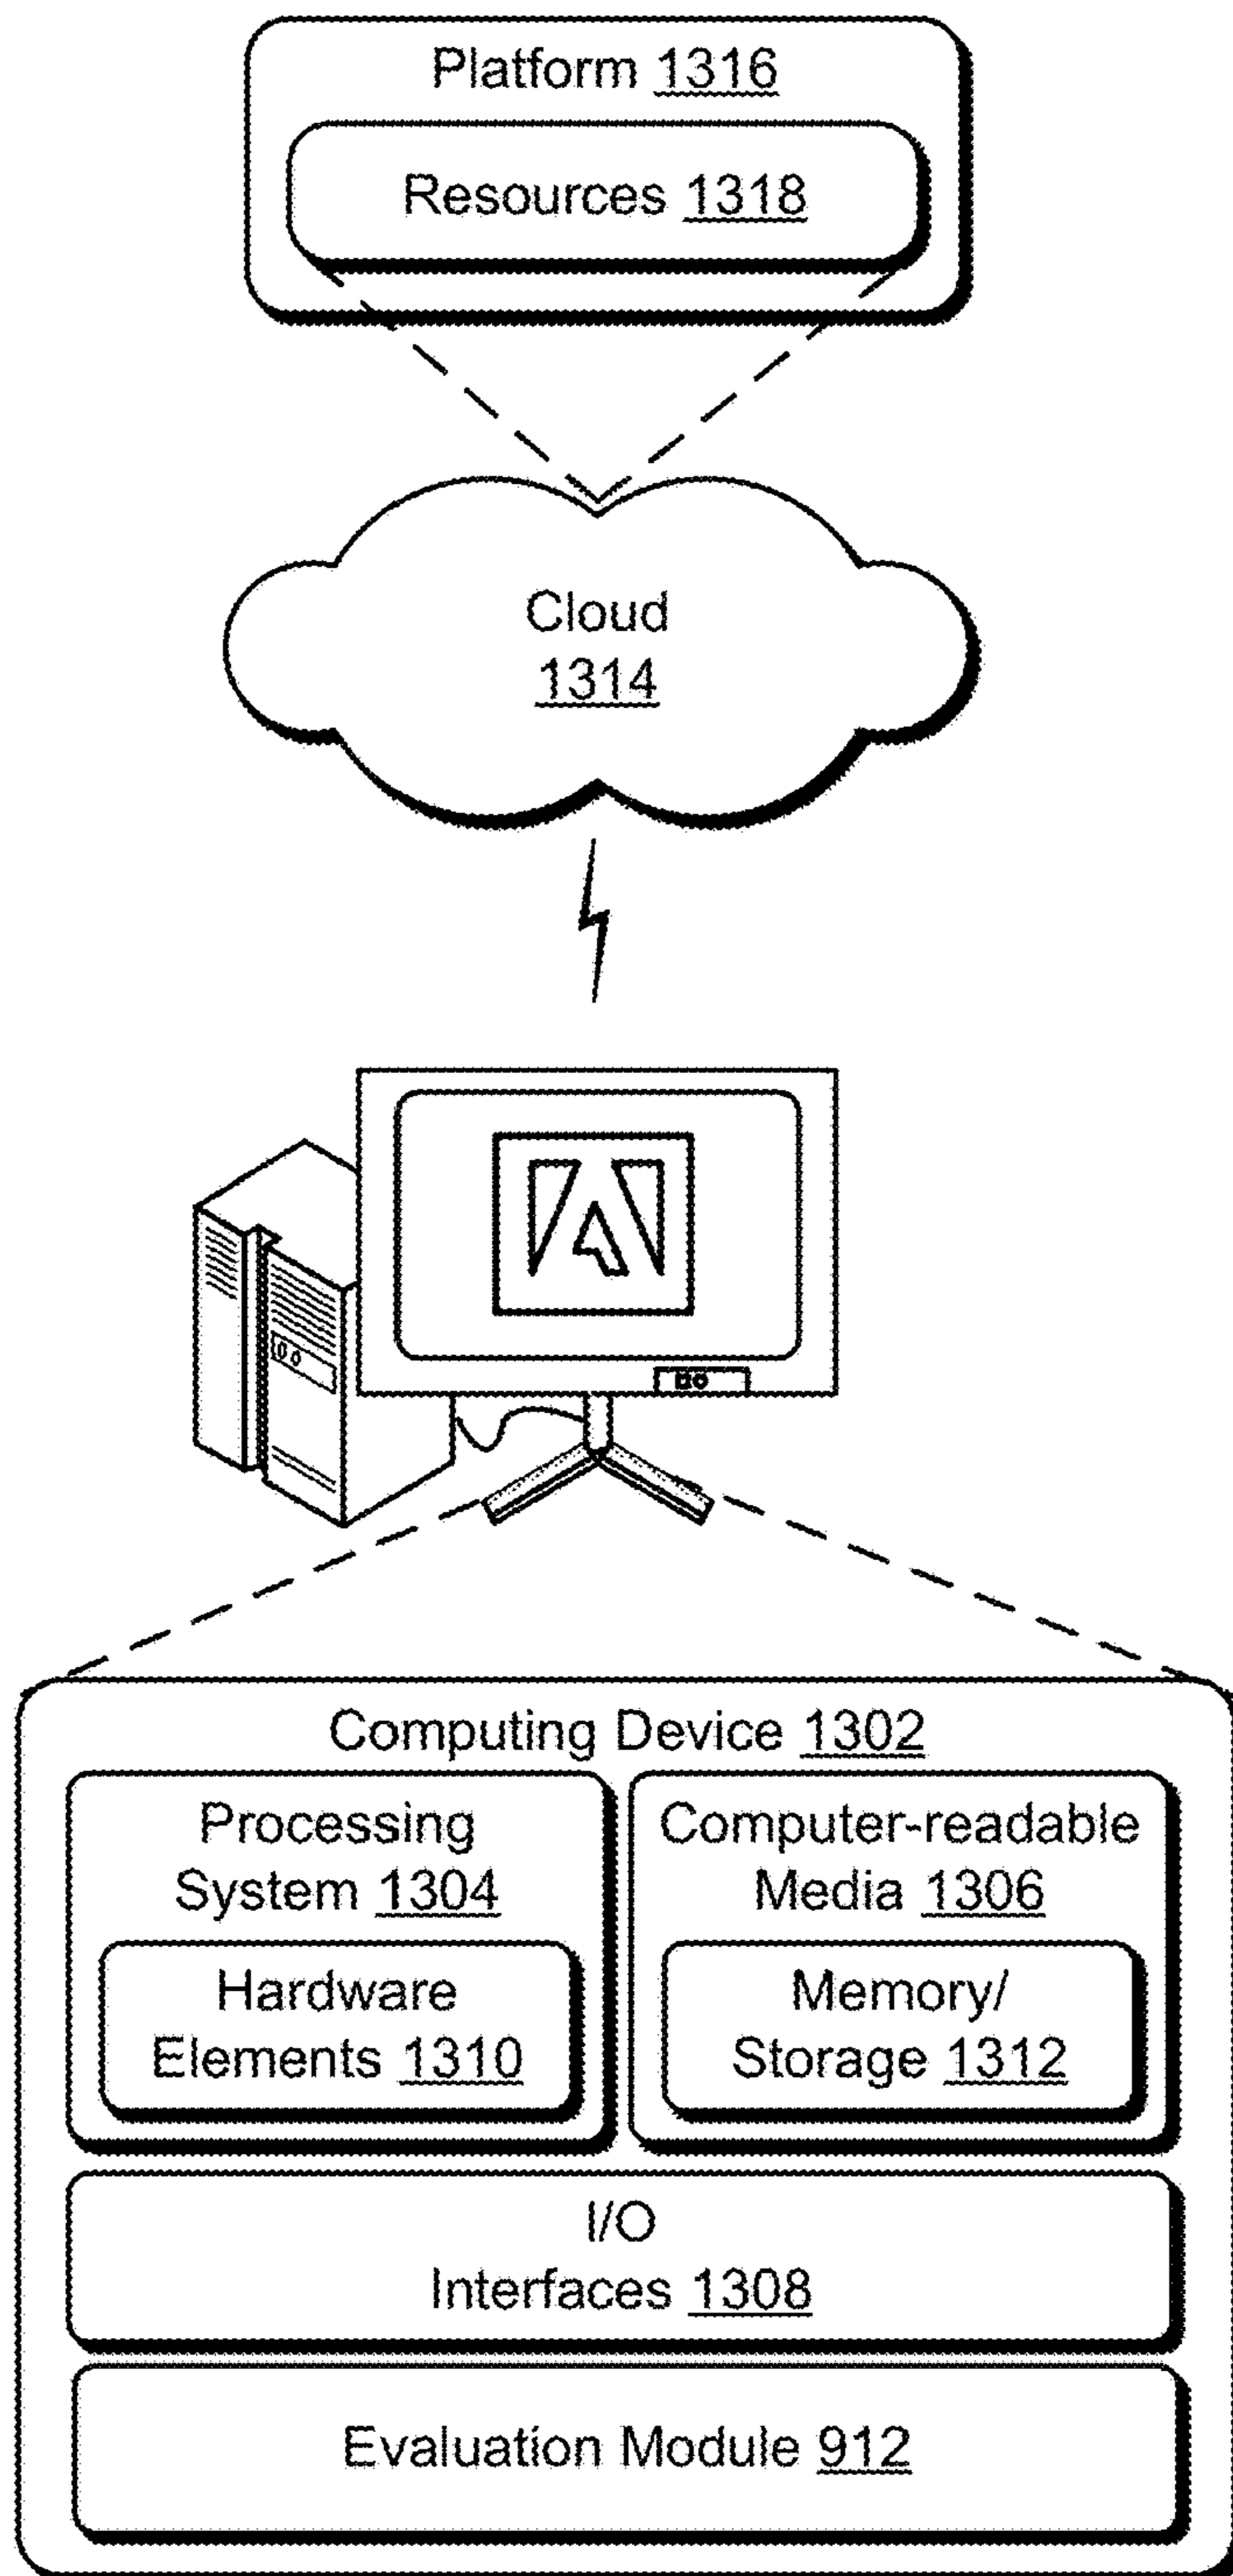 Platform 1316
Resources 1318
Cloud
1314
Computing Device 1302
Processing
System 1304
Hardware
Elements 1310
Computer-readable
Media 1306
Memory/
Storage 1312
I/O
Interfaces 1308
Evaluation Module 912